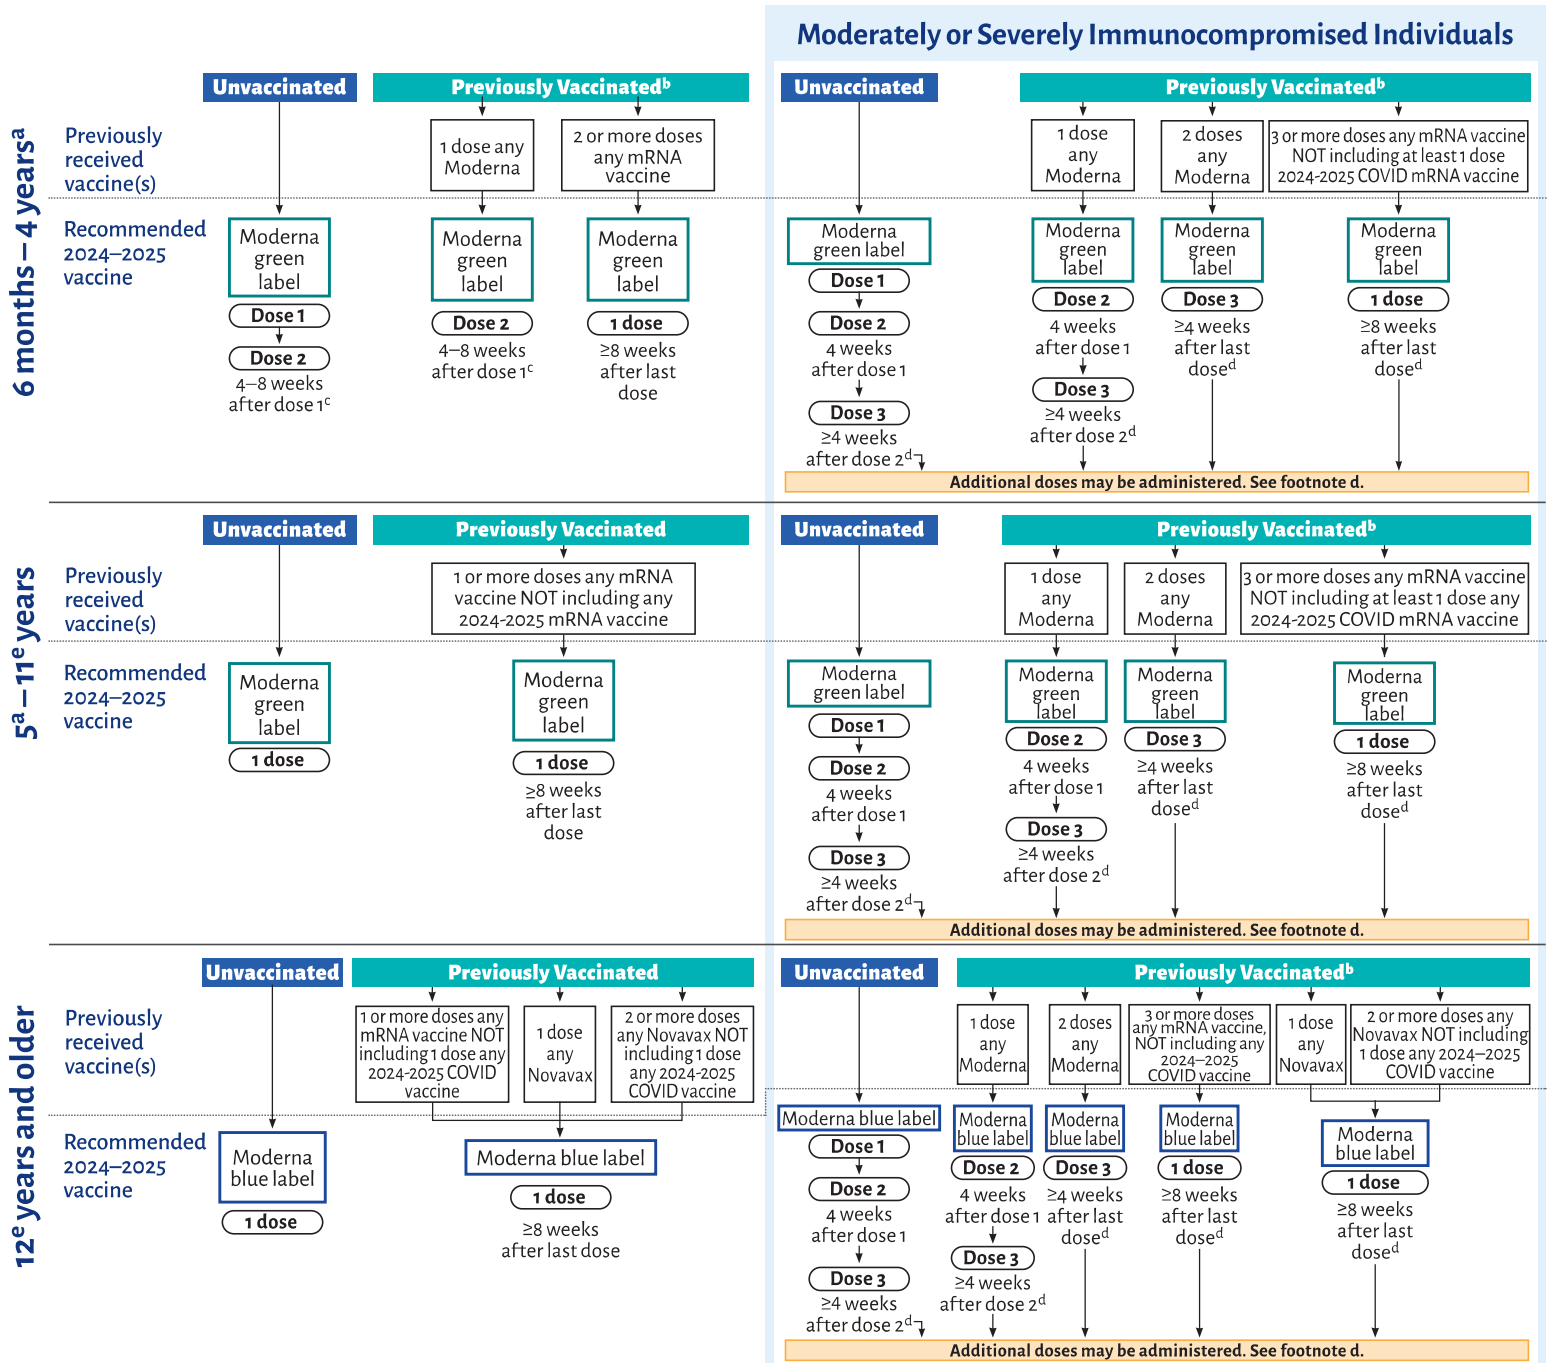 Moderately or Severely Immunocompromised Individuals
6 months – 4 yearsᵃ
Unvaccinated
Previously Vaccinatedᵇ
Unvaccinated
Previously Vaccinatedᵇ
Previously
received
vaccine(s)
1 dose any
Moderna
2 or more doses
any mRNA
vaccine
1 dose
any
Moderna
2 doses
any
Moderna
3 or more doses any mRNA vaccine
NOT including at least 1 dose
2024-2025 COVID mRNA vaccine
Recommended
2024–2025
vaccine
Moderna
green
label
Dose 1
Dose 2
4–8 weeks
after dose 1ᶜ
Moderna
green
label
Dose 2
4–8 weeks
after dose 1ᶜ
Moderna
green
label
1 dose
≥8 weeks
after last
dose
Moderna
green label
Dose 1
Dose 2
4 weeks
after dose 1
Dose 3
≥4 weeks
after dose 2ᵈ
Moderna
green
label
Dose 2
4 weeks
after dose 1
Dose 3
≥4 weeks
after dose 2ᵈ
Moderna
green
label
Dose 3
≥4 weeks
after last
doseᵈ
Moderna
green
label
1 dose
≥8 weeks
after last
doseᵈ
Additional doses may be administered. See footnote d.
5ᵃ – 11ᵉ years
Unvaccinated
Previously Vaccinated
Unvaccinated
Previously Vaccinatedᵇ
Previously
received
vaccine(s)
1 or more doses any mRNA
vaccine NOT including any
2024-2025 mRNA vaccine
1 dose
any
Moderna
2 doses
any
Moderna
3 or more doses any mRNA vaccine
NOT including at least 1 dose any
2024-2025 COVID mRNA vaccine
Recommended
2024–2025
vaccine
Moderna
green
label
1 dose
Moderna
green
label
1 dose
≥8 weeks
after last
dose
Moderna
green label
Dose 1
Dose 2
4 weeks
after dose 1
Dose 3
≥4 weeks
after dose 2ᵈ
Moderna
green
label
Dose 2
4 weeks
after dose 1
Dose 3
≥4 weeks
after dose 2ᵈ
Moderna
green
label
Dose 3
≥4 weeks
after last
doseᵈ
Moderna
green
label
1 dose
≥8 weeks
after last
doseᵈ
Additional doses may be administered. See footnote d.
12ᵉ years and older
Unvaccinated
Previously Vaccinated
Unvaccinated
Previously Vaccinatedᵇ
Previously
received
vaccine(s)
1 or more doses any
mRNA vaccine NOT
including 1 dose any
2024-2025 COVID
vaccine
1 dose
any
Novavax
2 or more doses
any Novavax NOT
including 1 dose
any 2024-2025
COVID vaccine
1 dose
any
Moderna
2 doses
any
Moderna
3 or more doses
any mRNA vaccine,
NOT including any
2024–2025
COVID vaccine
1 dose
any
Novavax
2 or more doses any
Novavax NOT including
1 dose any 2024–2025
COVID vaccine
Recommended
2024–2025
vaccine
Moderna
blue label
1 dose
Moderna blue label
1 dose
≥8 weeks
after last dose
Moderna blue label
Dose 1
Dose 2
4 weeks
after dose 1
Dose 3
≥4 weeks
after dose 2ᵈ
Moderna
blue label
Dose 2
4 weeks
after dose 1
Dose 3
≥4 weeks
after dose 2ᵈ
Moderna
blue label
Dose 3
≥4 weeks
after last
doseᵈ
Moderna
blue label
1 dose
≥8 weeks
after last
doseᵈ
Moderna
blue label
1 dose
≥8 weeks
after last
doseᵈ
Additional doses may be administered. See footnote d.